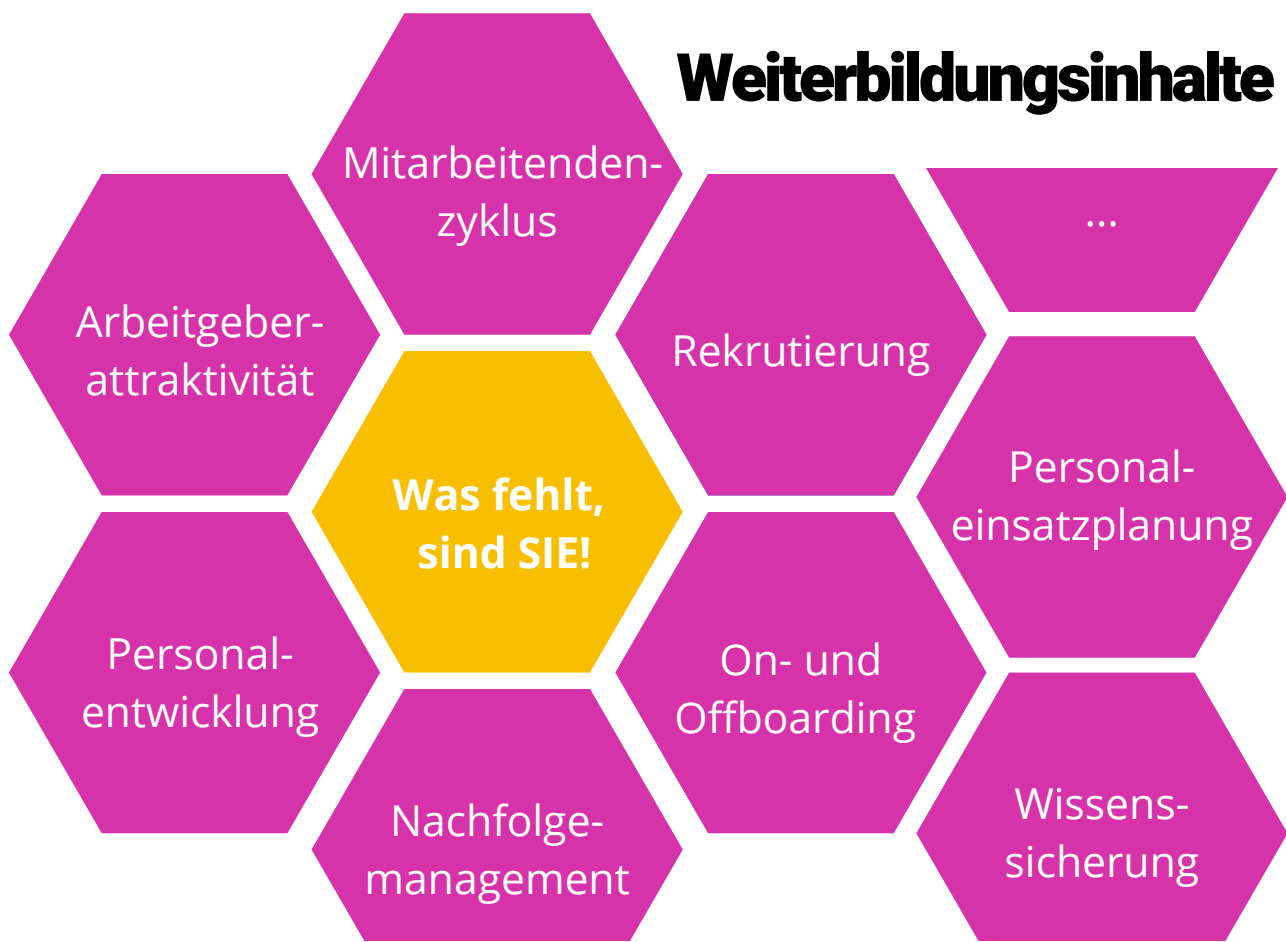 Weiterbildungsinhalte
Mitarbeitenden-
zyklus
...
Arbeitgeber-
attraktivität
Rekrutierung
Was fehlt,
sind SIE!
Personal-
einsatzplanung
Personal-
entwicklung
On- und
Offboarding
Nachfolge-
management
Wissens-
sicherung